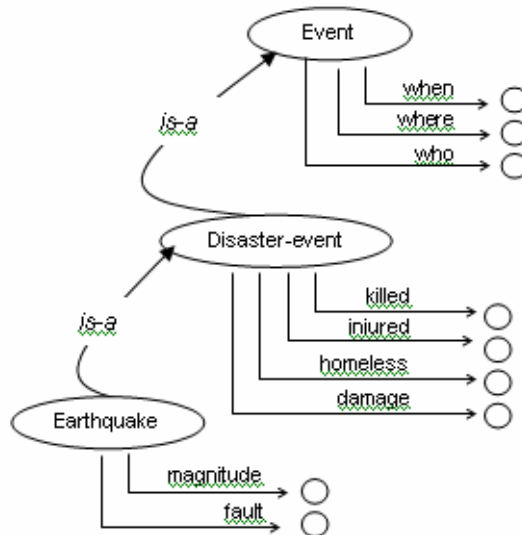 Event
when
where
who
is-a
Disaster-event
killed
injured
homeless
damage
is-a
Earthquake
magnitude
fault